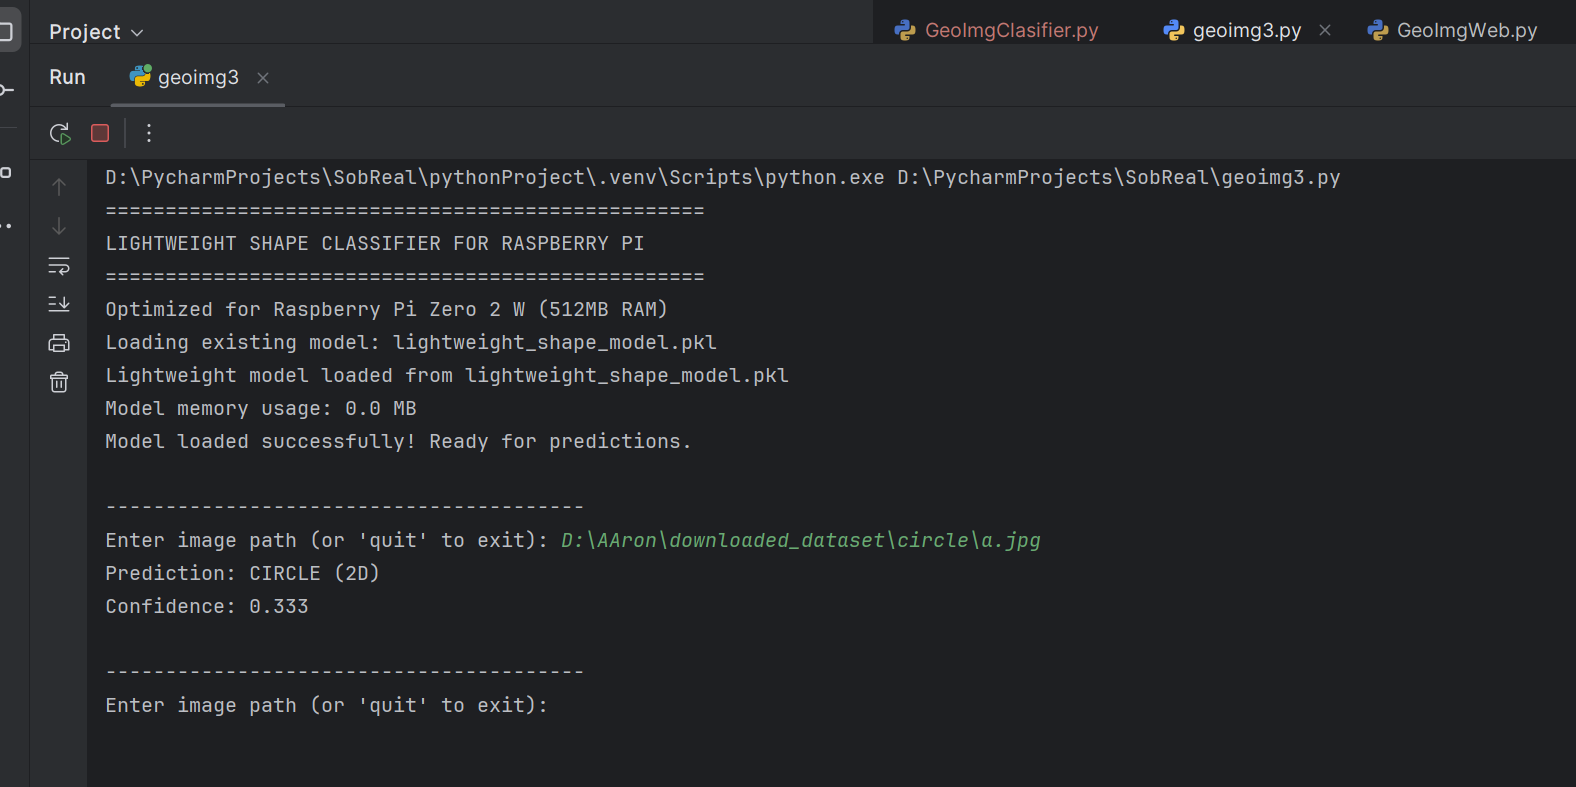 Project
GeoImgClasifier.py
geoimg3.py
GeoImgWeb.py
Run
geoimg3
D:\PycharmProjects\SobReal\pythonProject\.venv\Scripts\python.exe D:\PycharmProjects\SobReal\geoimg3.py
==================================================
LIGHTWEIGHT SHAPE CLASSIFIER FOR RASPBERRY PI
==================================================
Optimized for Raspberry Pi Zero 2 W (512MB RAM)
Loading existing model: lightweight_shape_model.pkl
Lightweight model loaded from lightweight_shape_model.pkl
Model memory usage: 0.0 MB
Model loaded successfully! Ready for predictions.
----------------------------------------
Enter image path (or 'quit' to exit): D:\AAron\downloaded_dataset\circle\a.jpg
Prediction: CIRCLE (2D)
Confidence: 0.333
----------------------------------------
Enter image path (or 'quit' to exit):